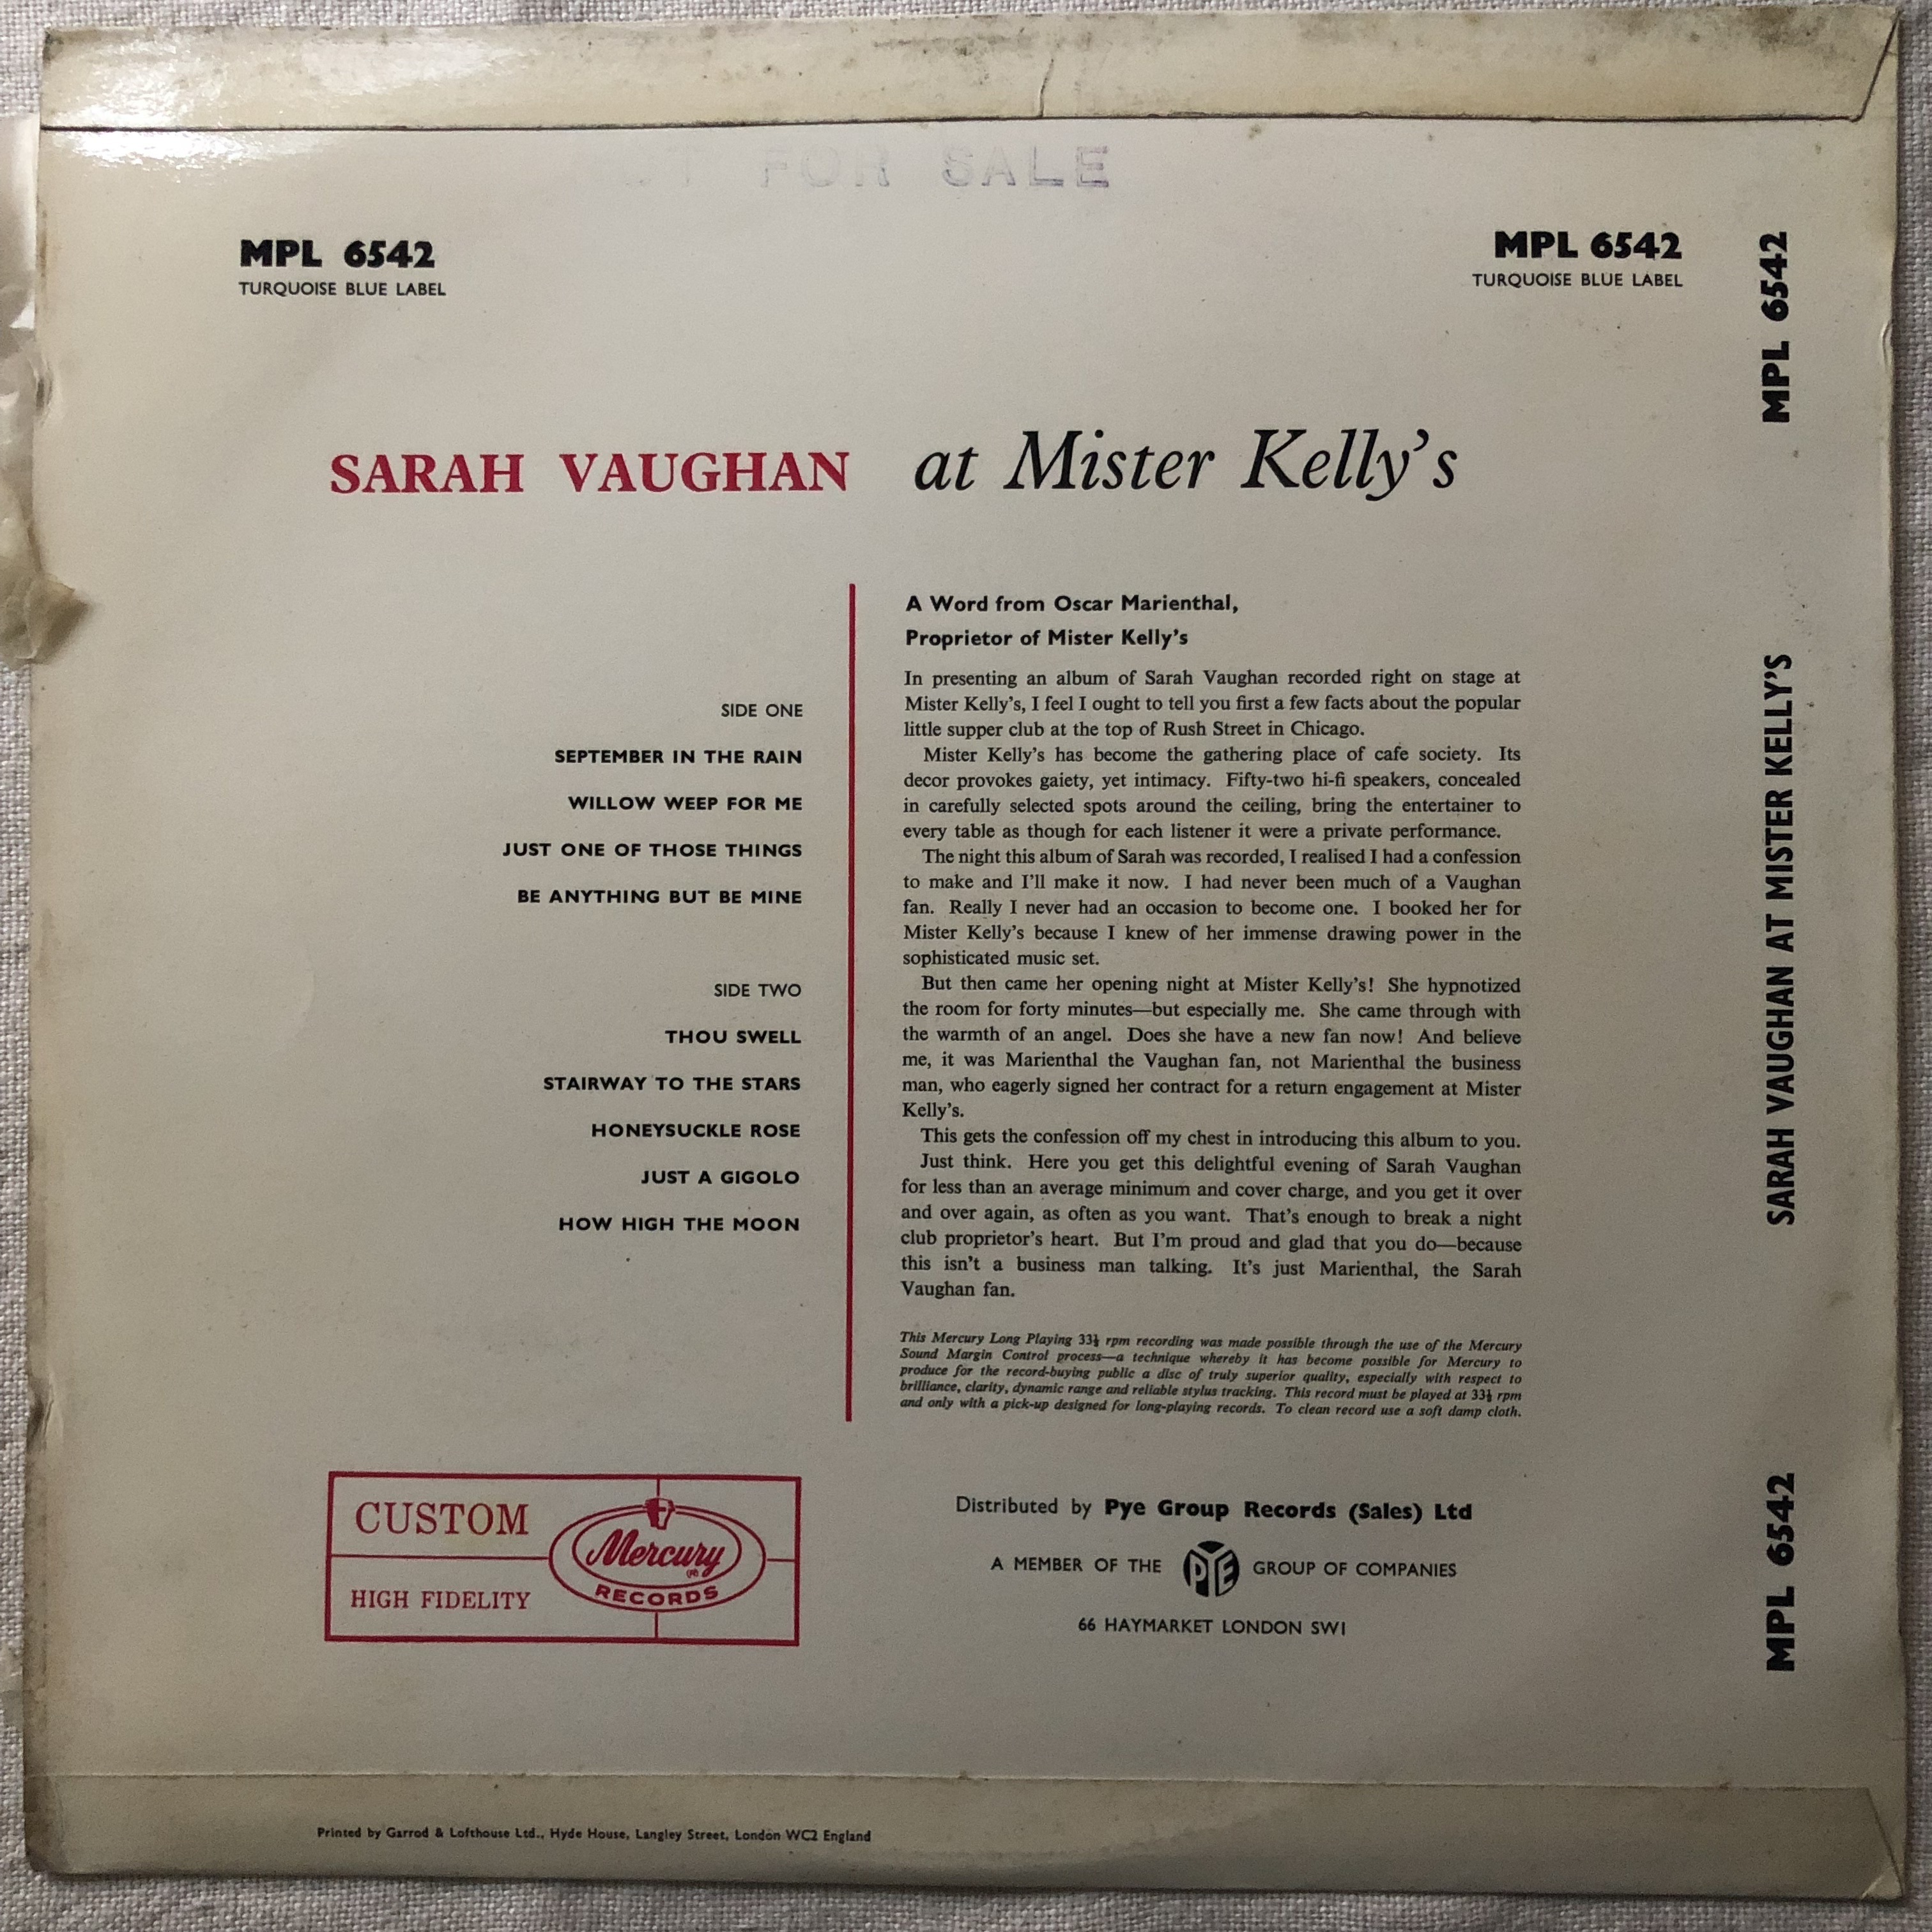 FOR SALE
MPL 6542
TURQUOISE BLUE LABEL
MPL 6542
TURQUOISE BLUE LABEL
SARAH VAUGHAN at Mister Kelly's
SIDE ONE
SEPTEMBER IN THE RAIN
WILLOW WEEP FOR ME
JUST ONE OF THOSE THINGS
BE ANYTHING BUT BE MINE
SIDE TWO
THOU SWELL
STAIRWAY TO THE STARS
HONEYSUCKLE ROSE
JUST A GIGOLO
HOW HIGH THE MOON
A Word from Oscar Marienthal,
Proprietor of Mister Kelly's
In presenting an album of Sarah Vaughan recorded right on stage at
Mister Kelly's, I feel I ought to tell you first a few facts about the popular
little supper club at the top of Rush Street in Chicago.
Mister Kelly's has become the gathering place of cafe society. Its
decor provokes gaiety, yet intimacy. Fifty-two hi-fi speakers, concealed
in carefully selected spots around the ceiling, bring the entertainer to
every table as though for each listener it were a private performance.
The night this album of Sarah was recorded, I realised I had a confession
to make and I'll make it now. I had never been much of a Vaughan
fan. Really I never had an occasion to become one. I booked her for
Mister Kelly's because I knew of her immense drawing power in the
sophisticated music set.
But then came her opening night at Mister Kelly's! She hypnotized
the room for forty minutes—but especially me. She came through with
the warmth of an angel. Does she have a new fan now! And believe
me, it was Marienthal the Vaughan fan, not Marienthal the business
man, who eagerly signed her contract for a return engagement at Mister
Kelly's.
This gets the confession off my chest in introducing this album to you.
Just think. Here you get this delightful evening of Sarah Vaughan
for less than an average minimum and cover charge, and you get it over
and over again, as often as you want. That's enough to break a night
club proprietor's heart. But I'm proud and glad that you do—because
this isn't a business man talking. It's just Marienthal, the Sarah
Vaughan fan.
This Mercury Long Playing 33⅓ rpm recording was made possible through the use of the Mercury
Sound Margin Control process—a technique whereby it has become possible for Mercury to
produce for the record-buying public a disc of truly superior quality, especially with respect to
brilliance, clarity, dynamic range and reliable stylus tracking. This record must be played at 33⅓ rpm
and only with a pick-up designed for long-playing records. To clean record use a soft damp cloth.
CUSTOM
HIGH FIDELITY
Mercury
RECORDS
Distributed by Pye Group Records (Sales) Ltd
A MEMBER OF THE PYE GROUP OF COMPANIES
66 HAYMARKET LONDON SW1
Printed by Garrod & Lofthouse Ltd., Hyde House, Langley Street, London WC2 England
MPL 6542
SARAH VAUGHAN AT MISTER KELLY'S
MPL 6542